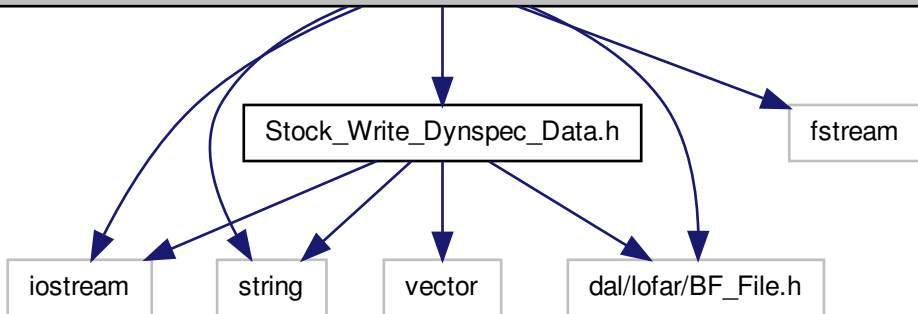 Stock_Write_Dynspec_Data.h
fstream
iostream
string
vector
dal/lofar/BF_File.h